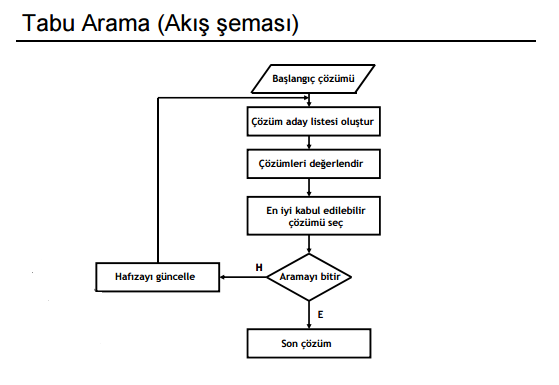 Tabu Arama (Akış şeması)
Başlangıç çözümü
Çözüm aday listesi oluştur
Çözümleri değerlendir
En iyi kabul edilebilir
çözümü seç
Aramayı bitir
H
Hafızayı güncelle
E
Son çözüm